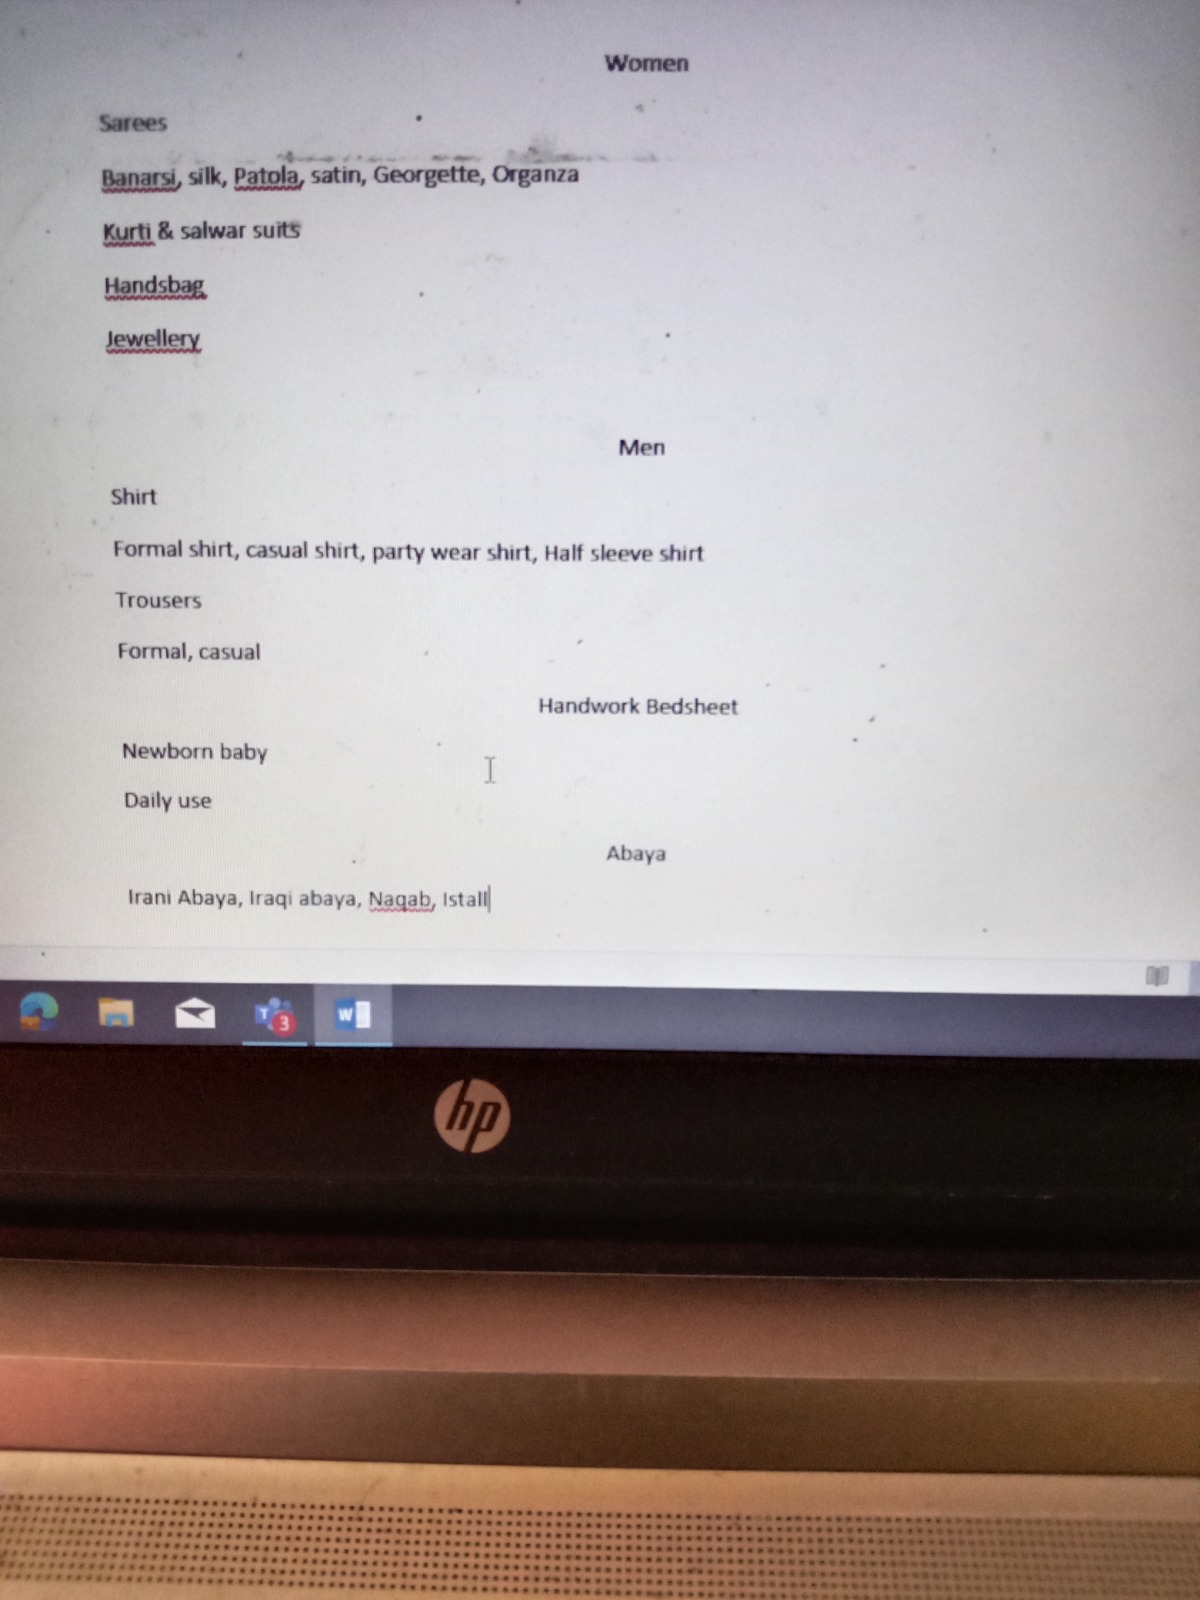 Women
Sarees
Banarsi, silk, Patola, satin, Georgette, Organza
Kurti & salwar suits
Handsbag
Jewellery
Men
Shirt
Formal shirt, casual shirt, party wear shirt, Half sleeve shirt
Trousers
Formal, casual
Handwork Bedsheet
Newborn baby
Daily use
Abaya
Irani Abaya, Iraqi abaya, Naqab, Istall
T 3 W
hp